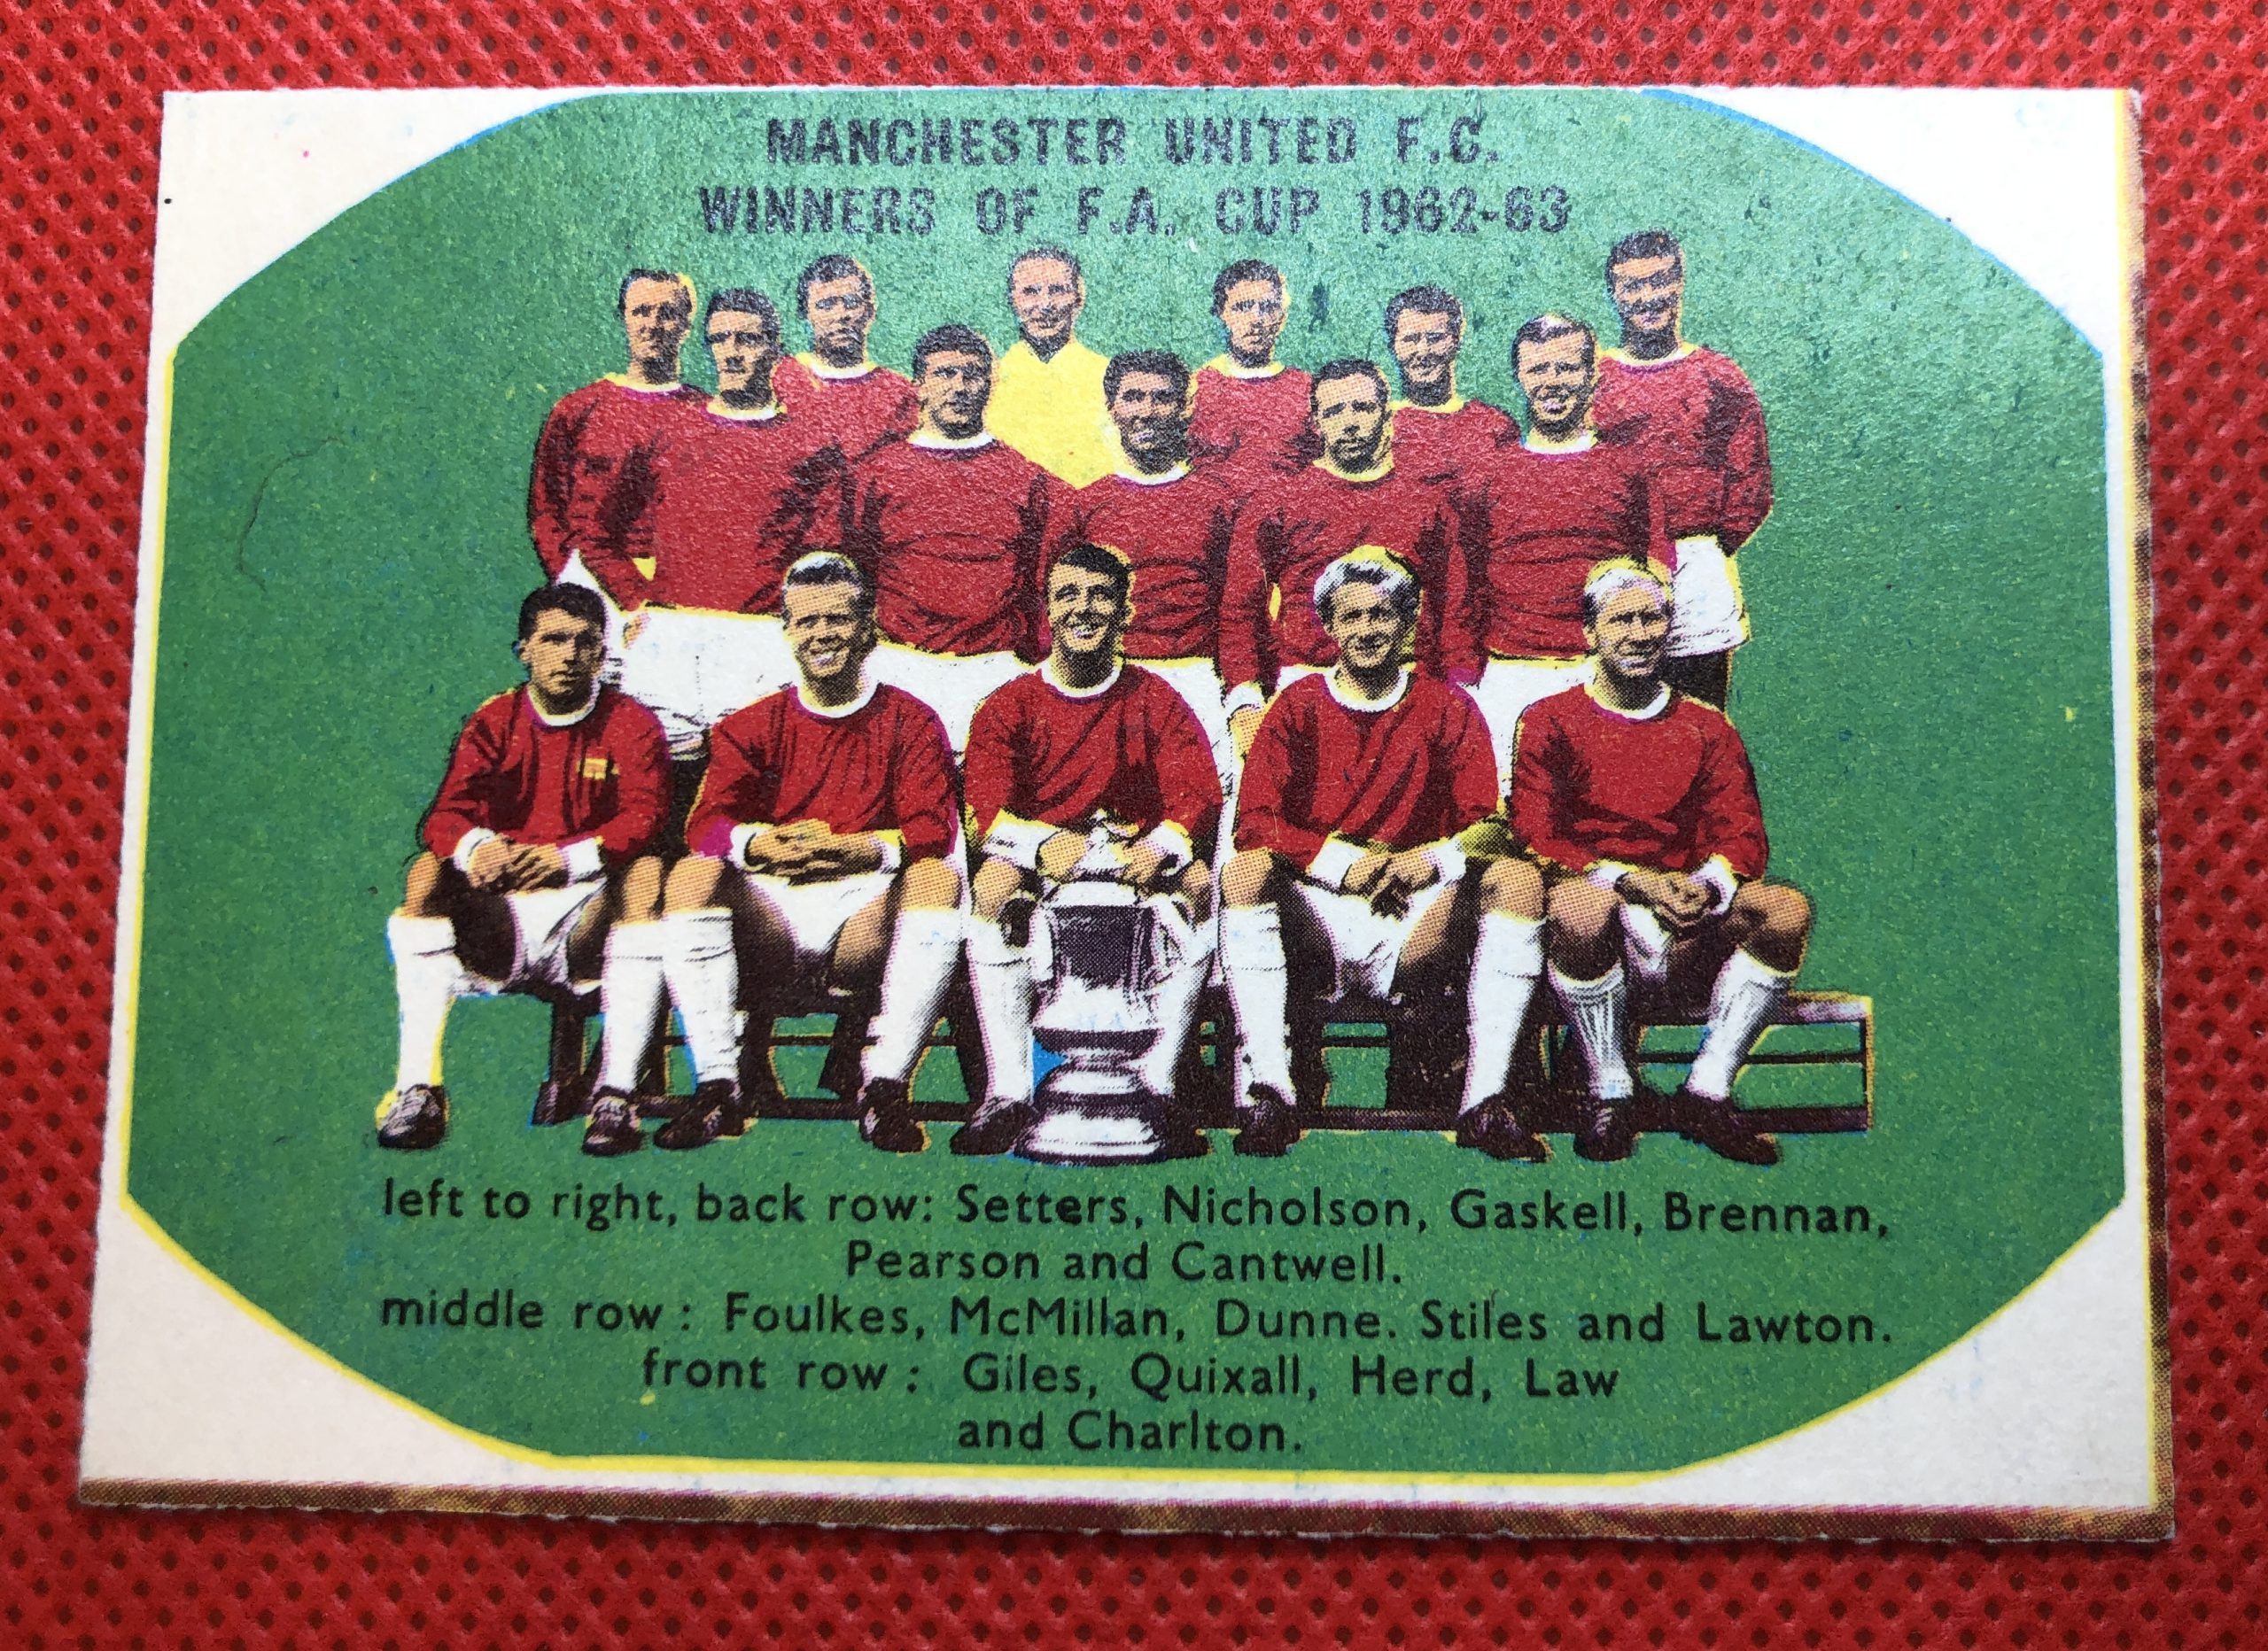 MANCHESTER UNITED F.C.
WINNERS OF F.A. CUP 1962-63
left to right, back row: Setters, Nicholson, Gaskell, Brennan,
Pearson and Cantwell.
middle row: Foulkes, McMillan, Dunne. Stiles and Lawton.
front row: Giles, Quixall, Herd, Law
and Charlton.